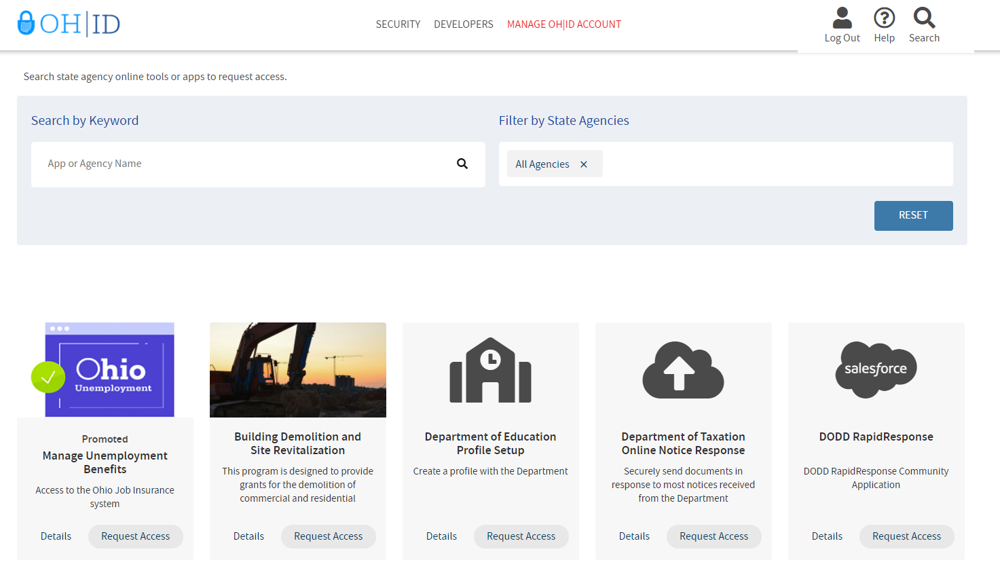 OH|ID
SECURITY DEVELOPERS MANAGE OH|ID ACCOUNT
Log Out Help Search
Search state agency online tools or apps to request access.
Search by Keyword
App or Agency Name
Filter by State Agencies
All Agencies ×
RESET
Ohio
Unemployment
Promoted
Manage Unemployment
Benefits
Access to the Ohio Job Insurance
system
Details Request Access
Building Demolition and
Site Revitalization
This program is designed to provide
grants for the demolition of
commercial and residential
Details Request Access
Department of Education
Profile Setup
Create a profile with the Department
Details Request Access
Department of Taxation
Online Notice Response
Securely send documents in
response to most notices received
from the Department
Details Request Access
salesforce
DODD RapidResponse
DODD RapidResponse Community
Application
Details Request Access